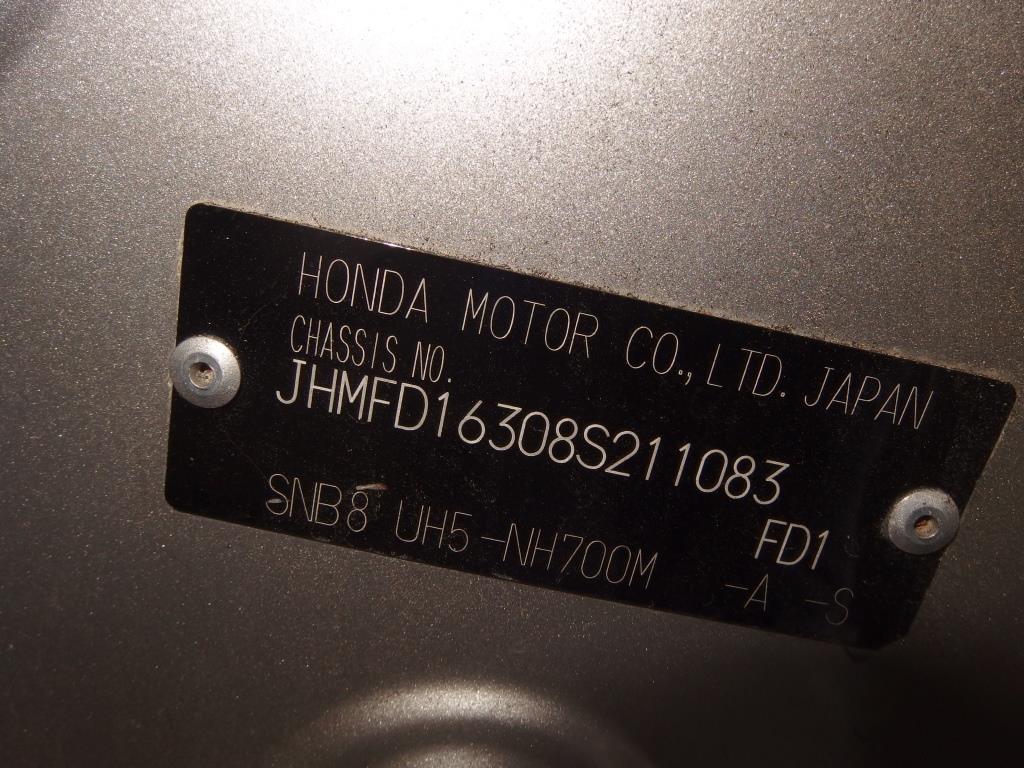 HONDA MOTOR CO., LTD. JAPAN
CHASSIS NO.
JHMFD16308S211083
FD1
SNB8 UH5-NH700M -A -S